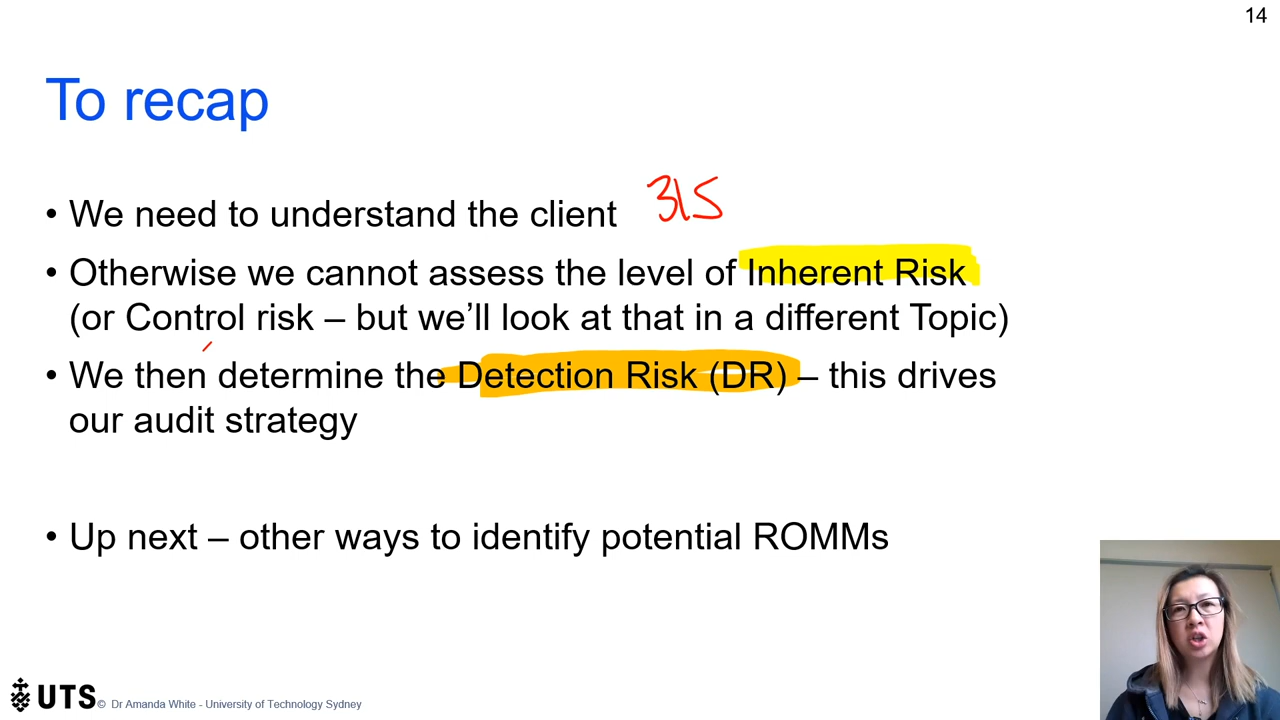 14
To recap
• We need to understand the client 315
• Otherwise we cannot assess the level of Inherent Risk
(or Control risk – but we’ll look at that in a different Topic)
• We then determine the Detection Risk (DR) – this drives
our audit strategy
• Up next – other ways to identify potential ROMMs
UTS © Dr Amanda White - University of Technology Sydney